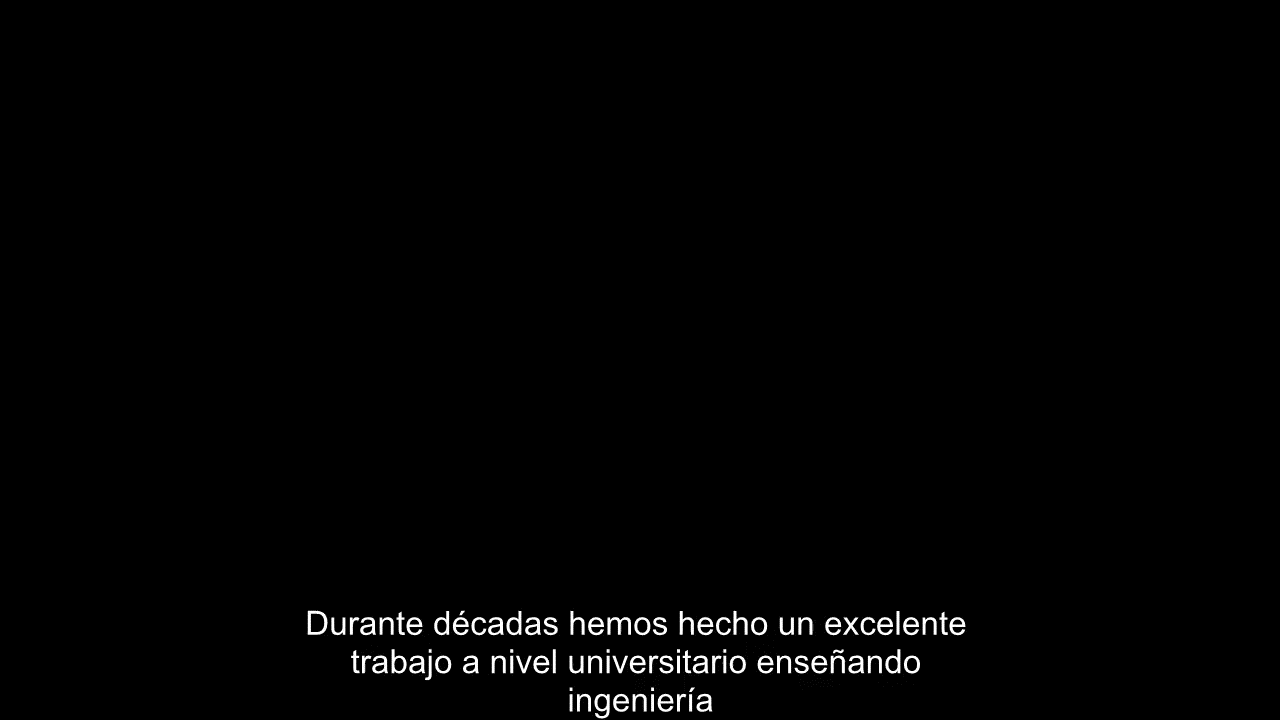 Durante décadas hemos hecho un excelente
trabajo a nivel universitario enseñando
ingeniería